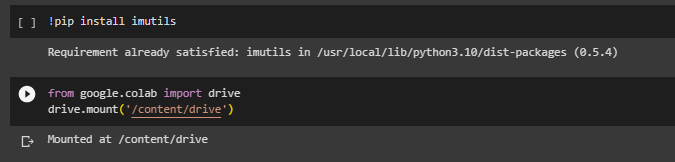 [ ] !pip install imutils
Requirement already satisfied: imutils in /usr/local/lib/python3.10/dist-packages (0.5.4)
from google.colab import drive
drive.mount('/content/drive')
Mounted at /content/drive